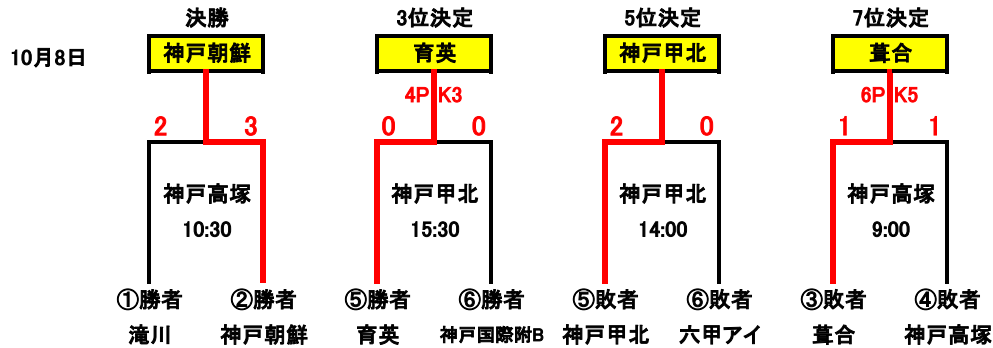 決勝 3位決定 5位決定 7位決定
10月8日 神戸朝鮮 育英 神戸甲北 葺合
4PK3 6PK5
2 3 0 0 2 0 1 1
神戸高塚 神戸甲北 神戸甲北 神戸高塚
10:30 15:30 14:00 9:00
①勝者 ②勝者 ⑤勝者 ⑥勝者 ⑤敗者 ⑥敗者 ③敗者 ④敗者
滝川 神戸朝鮮 育英 神戸国際附B 神戸甲北 六甲アイ 葺合 神戸高塚